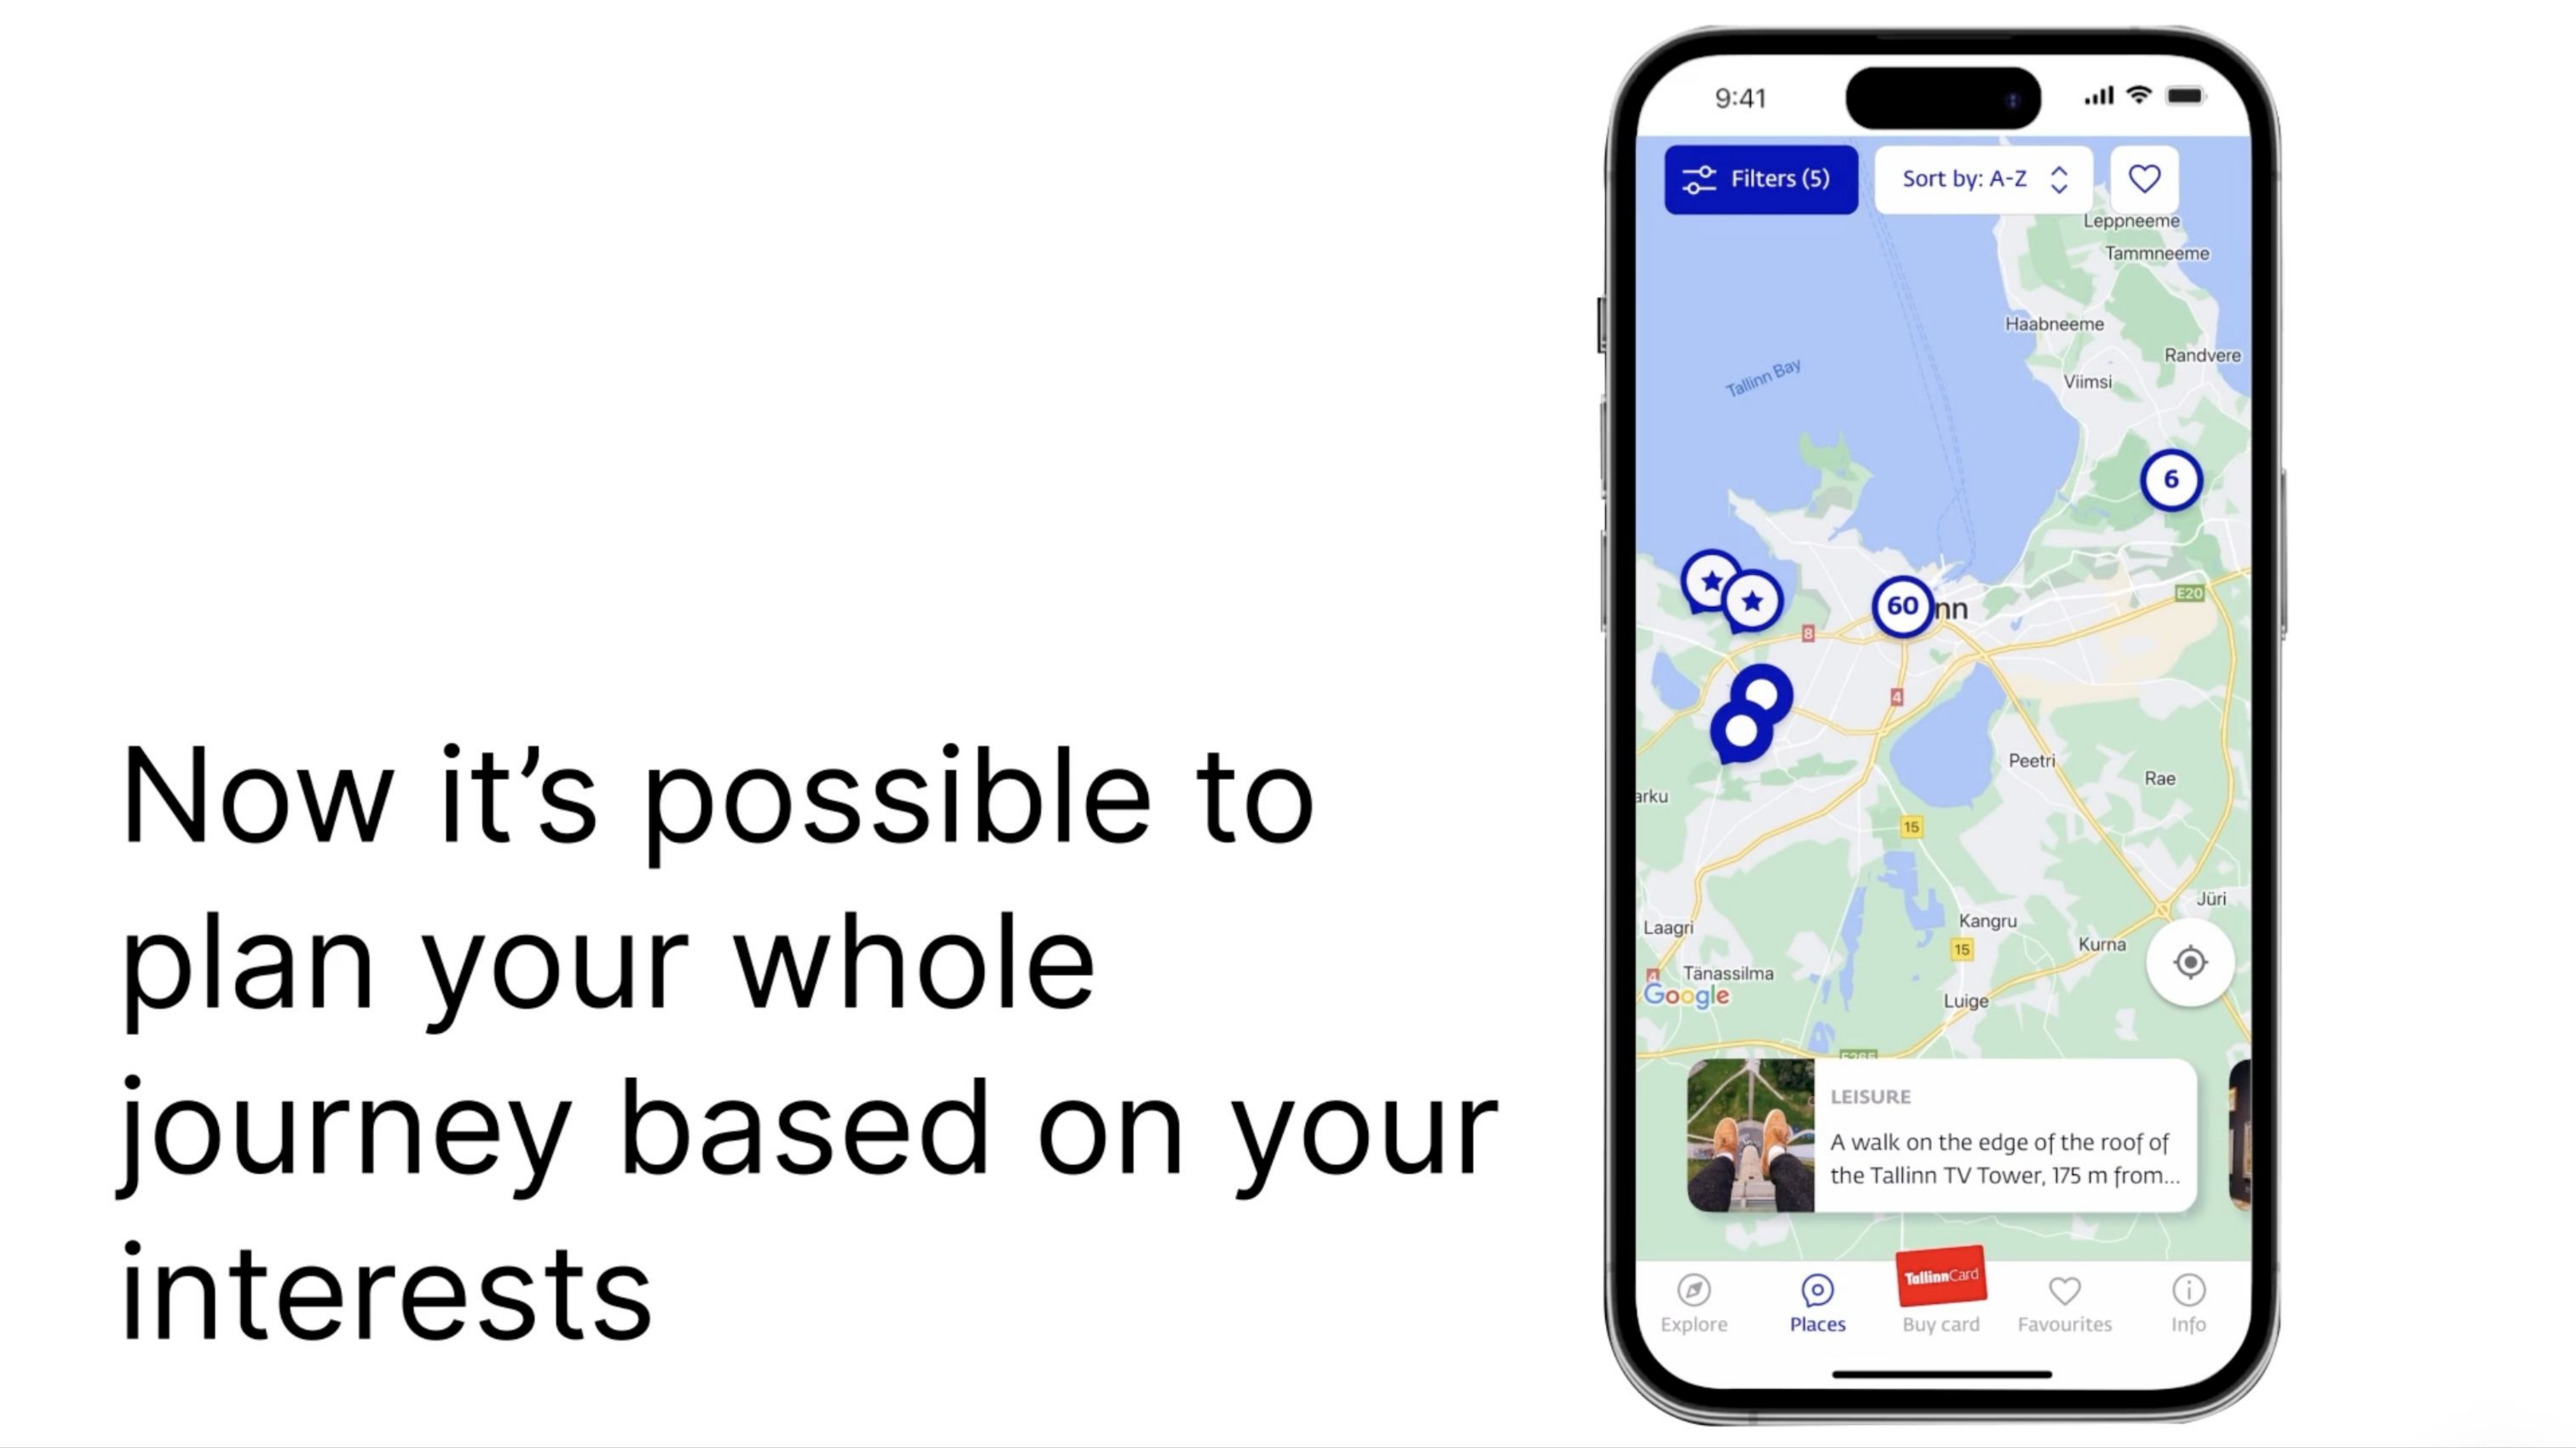 Now it’s possible to
plan your whole
journey based on your
interests
9:41
Filters (5)
Sort by: A-Z
Leppneeme
Tammneeme
Haabneeme
Randvere
Tallinn Bay
Viimsi
6
E20
60
nn
8
4
Peetri
Rae
arku
15
Jüri
Laagri
Kangru
15
Kurna
4
Tänassilma
Google
Luige
E265
LEISURE
A walk on the edge of the roof of
the Tallinn TV Tower, 175 m from...
TallinnCard
Explore
Places
Buy card
Favourites
Info